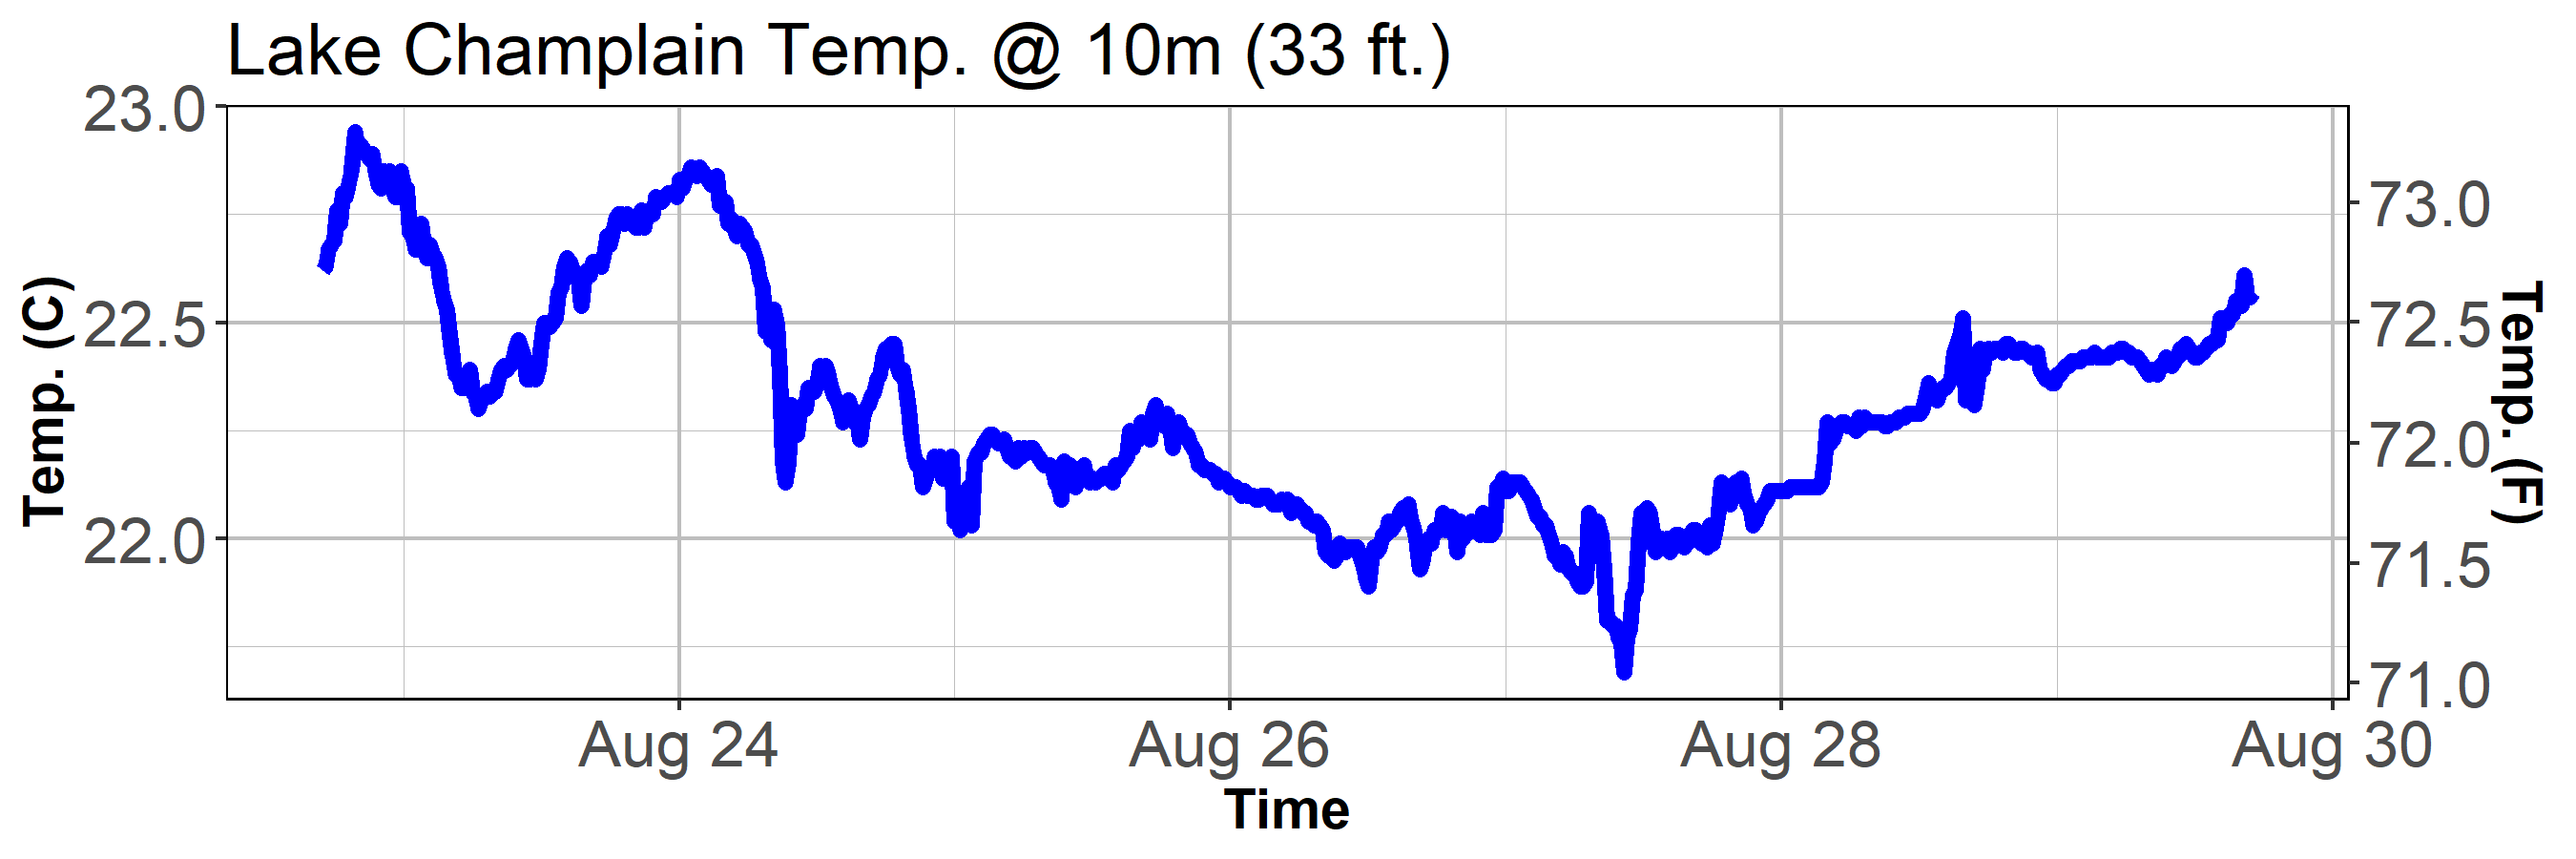 Lake Champlain Temp. @ 10m (33 ft.)
Temp. (C)
23.0
22.5
22.0
73.0
72.5
72.0
71.5
71.0
Temp. (F)
Aug 24
Aug 26
Aug 28
Aug 30
Time